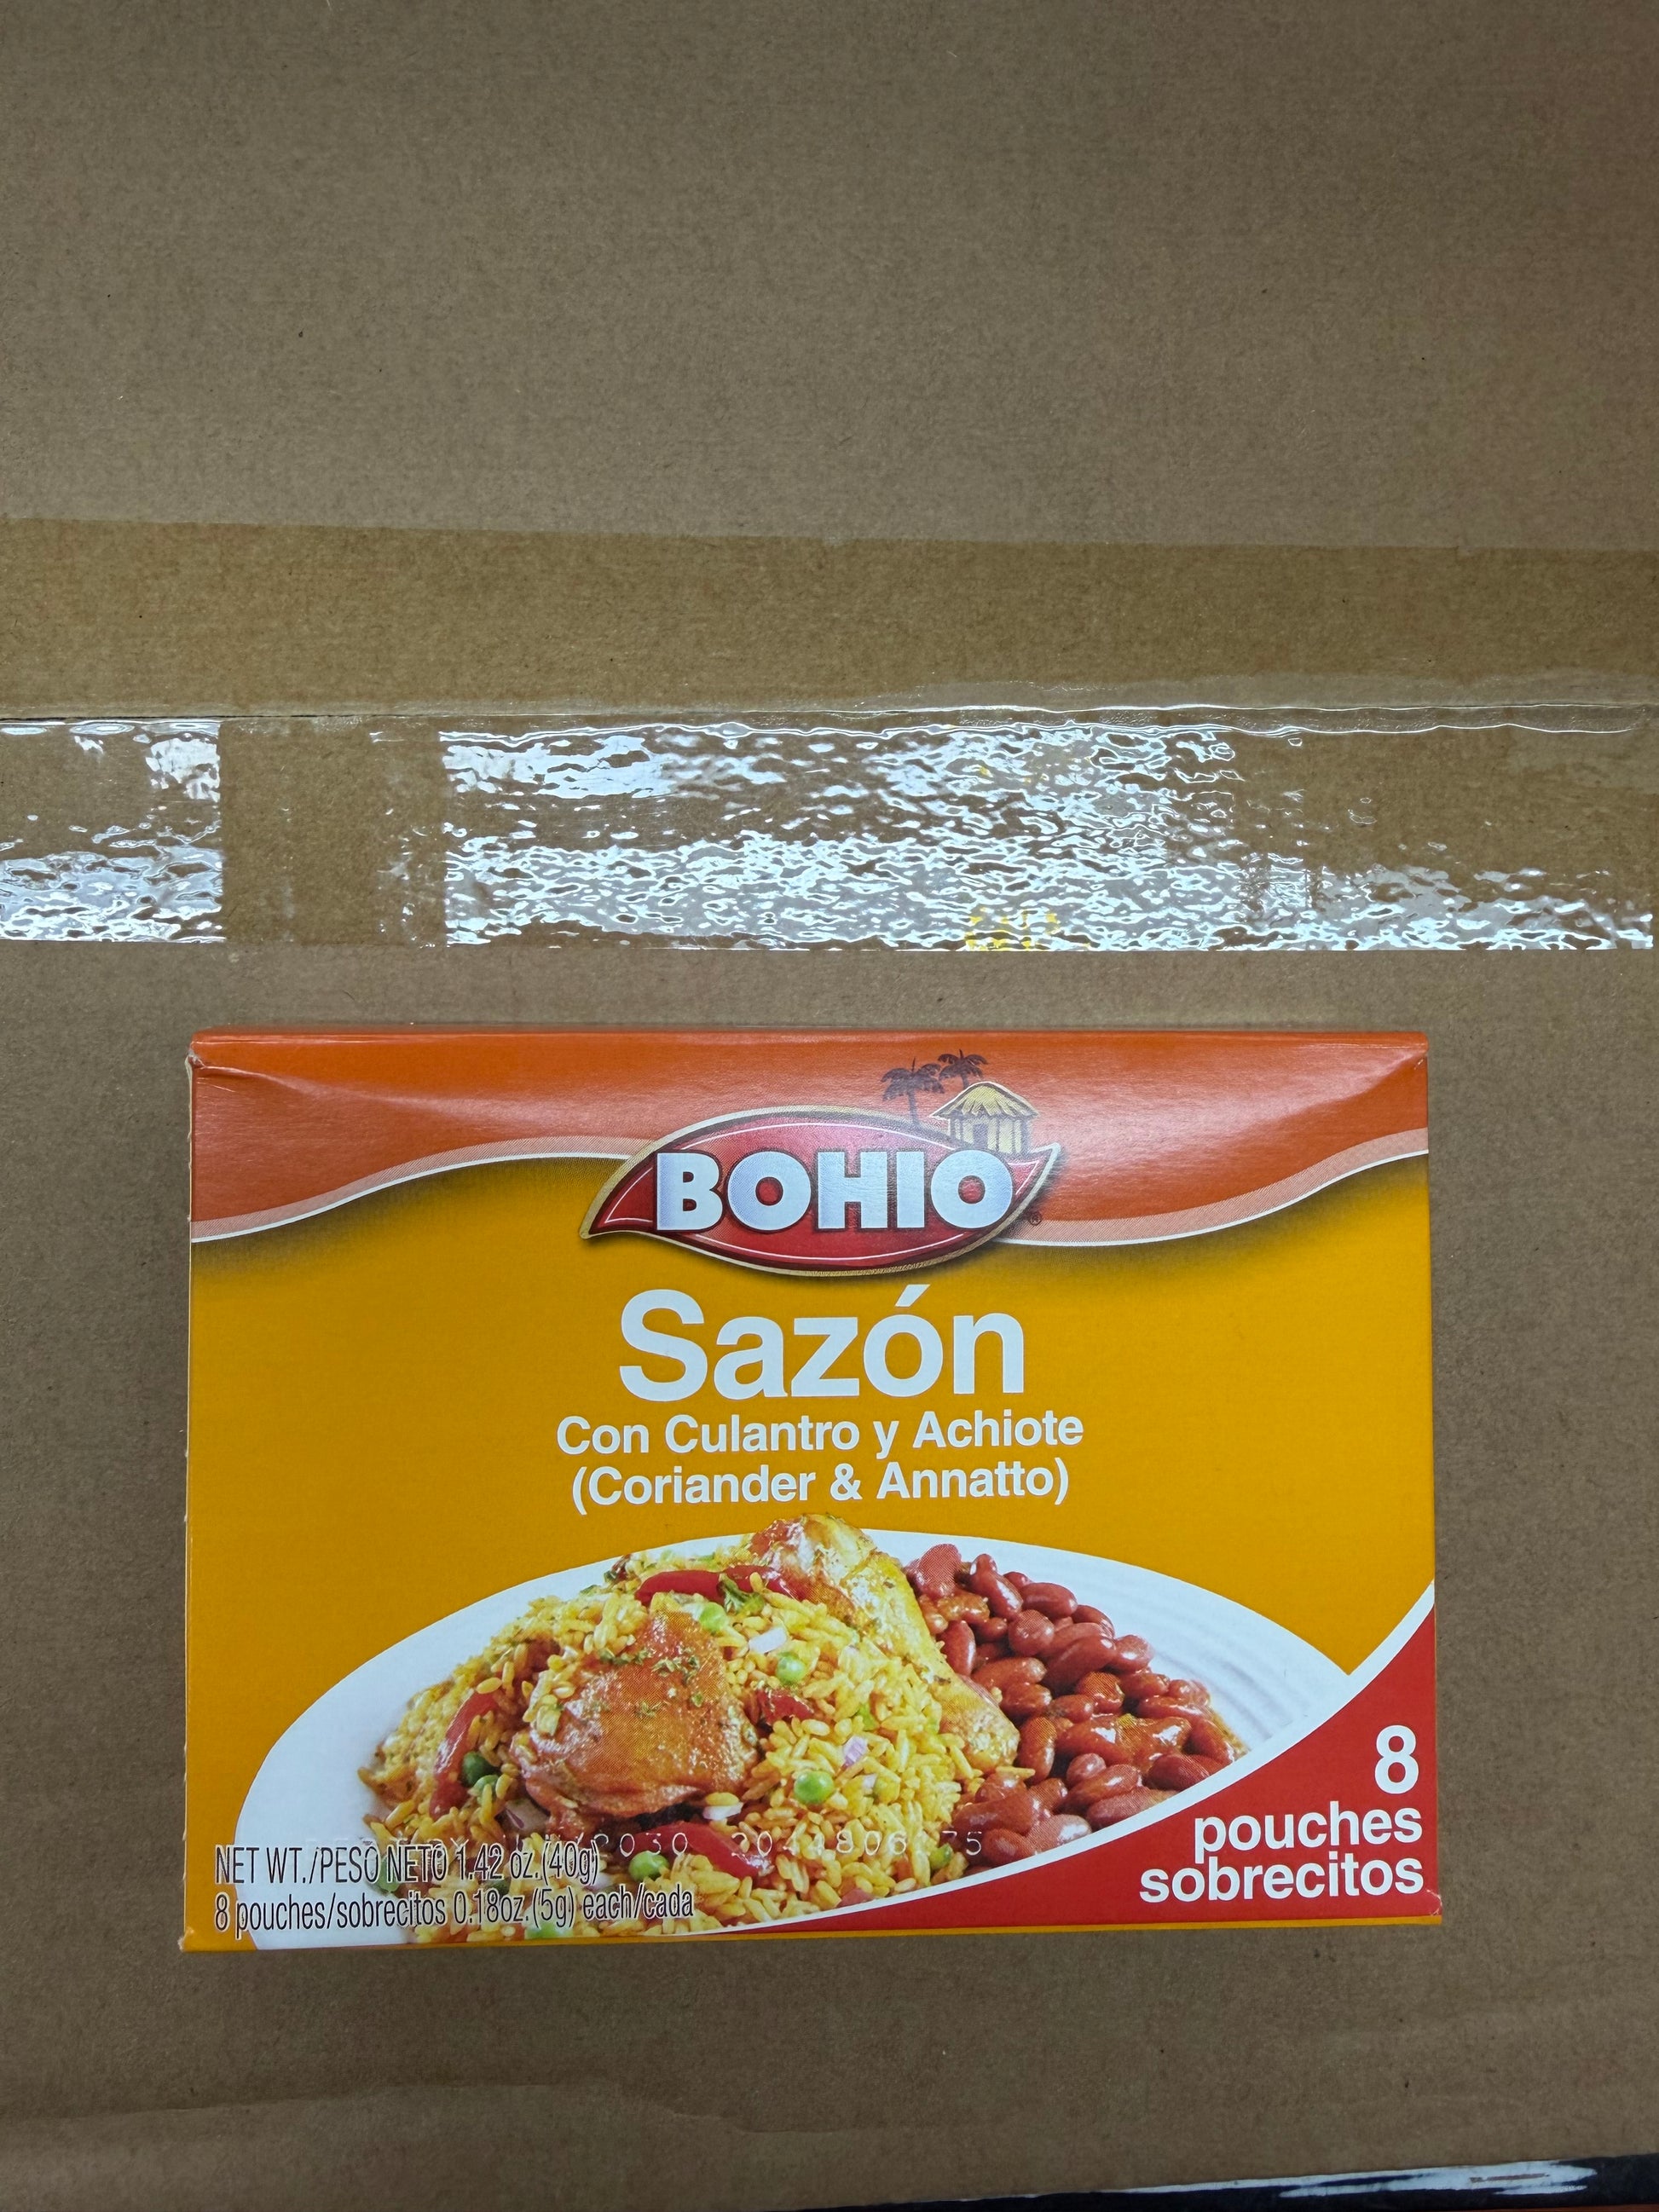 BOHIO
Sazón
Con Culantro y Achiote
(Coriander & Annatto)
8
pouches
sobrecitos
NET WT./PESO NETO 1.42 oz.(40g)
8 pouches/sobrecitos 0.18oz.(5g) each/cada